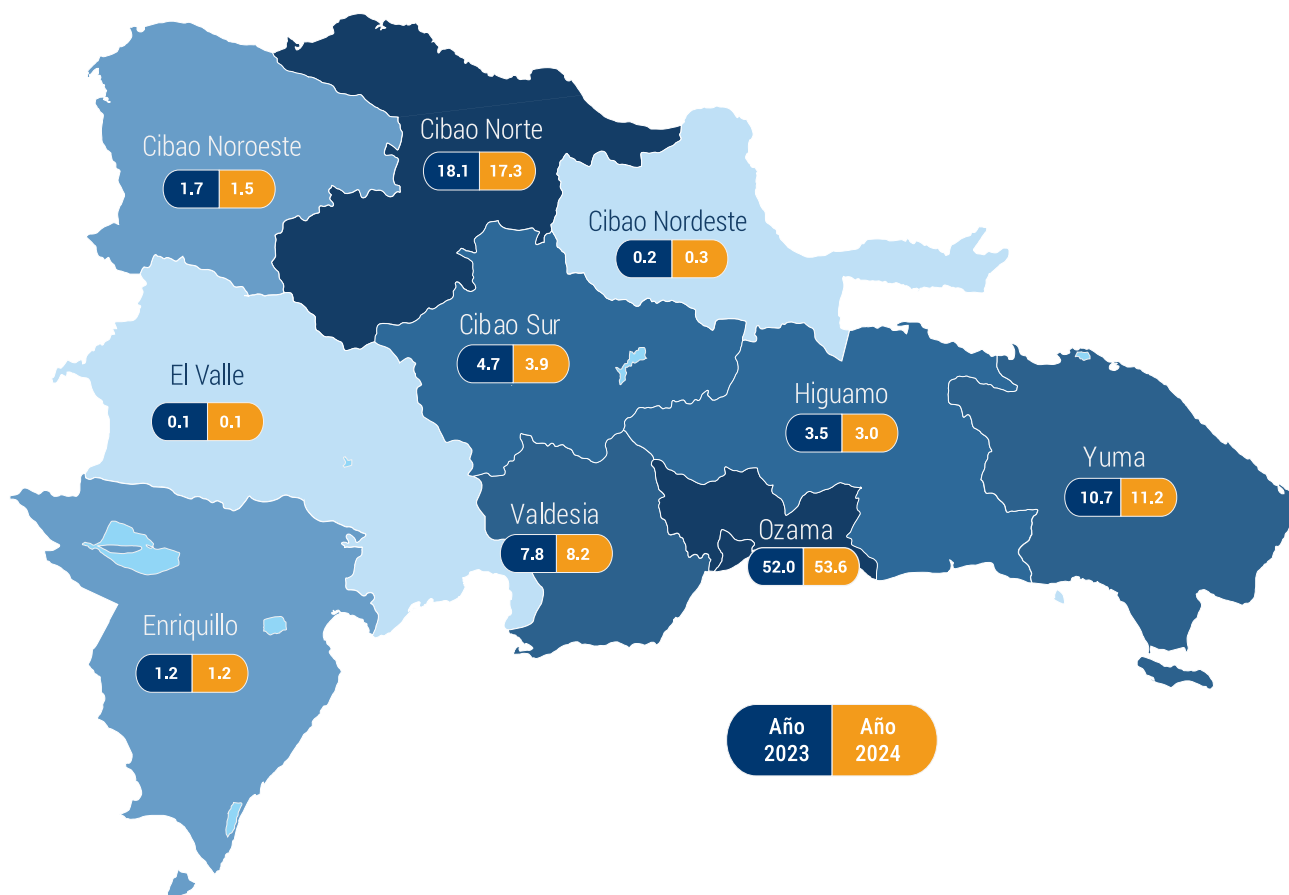 Cibao Norte
18.1 17.3
Cibao Noroeste
1.7 1.5
Cibao Nordeste
0.2 0.3
Cibao Sur
4.7 3.9
El Valle
0.1 0.1
Higuamo
3.5 3.0
Yuma
10.7 11.2
Valdesia
7.8 8.2
Ozama
52.0 53.6
Enriquillo
1.2 1.2
Año Año
2023 2024